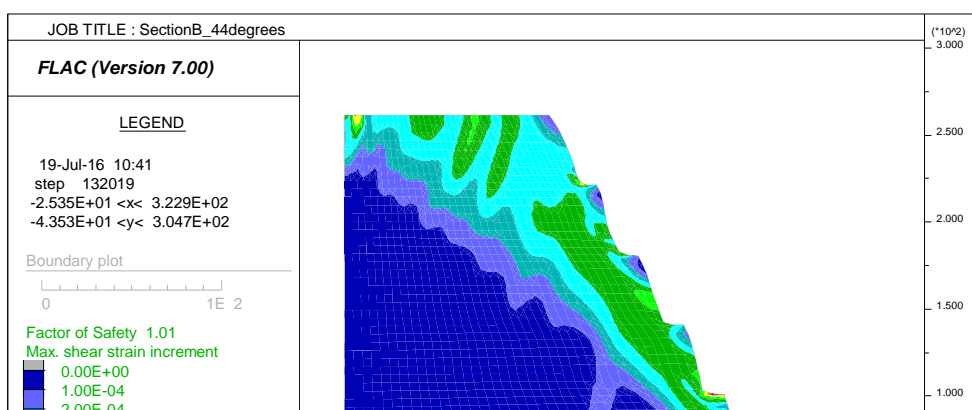 JOB TITLE : SectionB_44degrees
(*10^2)
FLAC (Version 7.00)
LEGEND
19-Jul-16 10:41
step 132019
-2.535E+01 <x< 3.229E+02
-4.353E+01 <y< 3.047E+02
Boundary plot
0 1E 2
Factor of Safety 1.01
Max. shear strain increment
0.00E+00
1.00E-04
2.00E-04
3.000
2.500
2.000
1.500
1.000